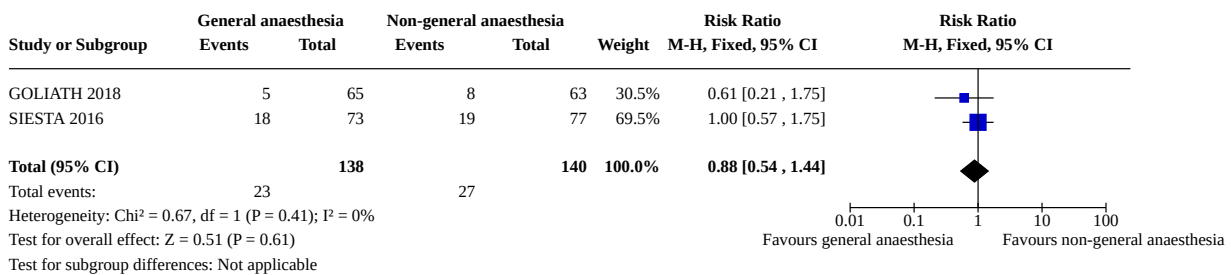 General anaesthesia Non-general anaesthesia Risk Ratio Risk Ratio
Study or Subgroup Events Total Events Total Weight M-H, Fixed, 95% CI M-H, Fixed, 95% CI
GOLIATH 2018 5 65 8 63 30.5% 0.61 [0.21 , 1.75]
SIESTA 2016 18 73 19 77 69.5% 1.00 [0.57 , 1.75]
Total (95% CI) 138 140 100.0% 0.88 [0.54 , 1.44]
Total events: 23 27
Heterogeneity: Chi² = 0.67, df = 1 (P = 0.41); I² = 0%
0.01 0.1 1 10 100
Test for overall effect: Z = 0.51 (P = 0.61)
Favours general anaesthesia Favours non-general anaesthesia
Test for subgroup differences: Not applicable